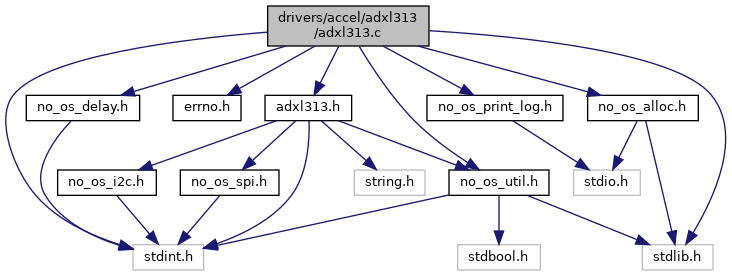 drivers/accel/adxl313
/adxl313.c
no_os_delay.h
errno.h
adxl313.h
no_os_print_log.h
no_os_alloc.h
no_os_i2c.h
no_os_spi.h
string.h
no_os_util.h
stdio.h
stdint.h
stdbool.h
stdlib.h